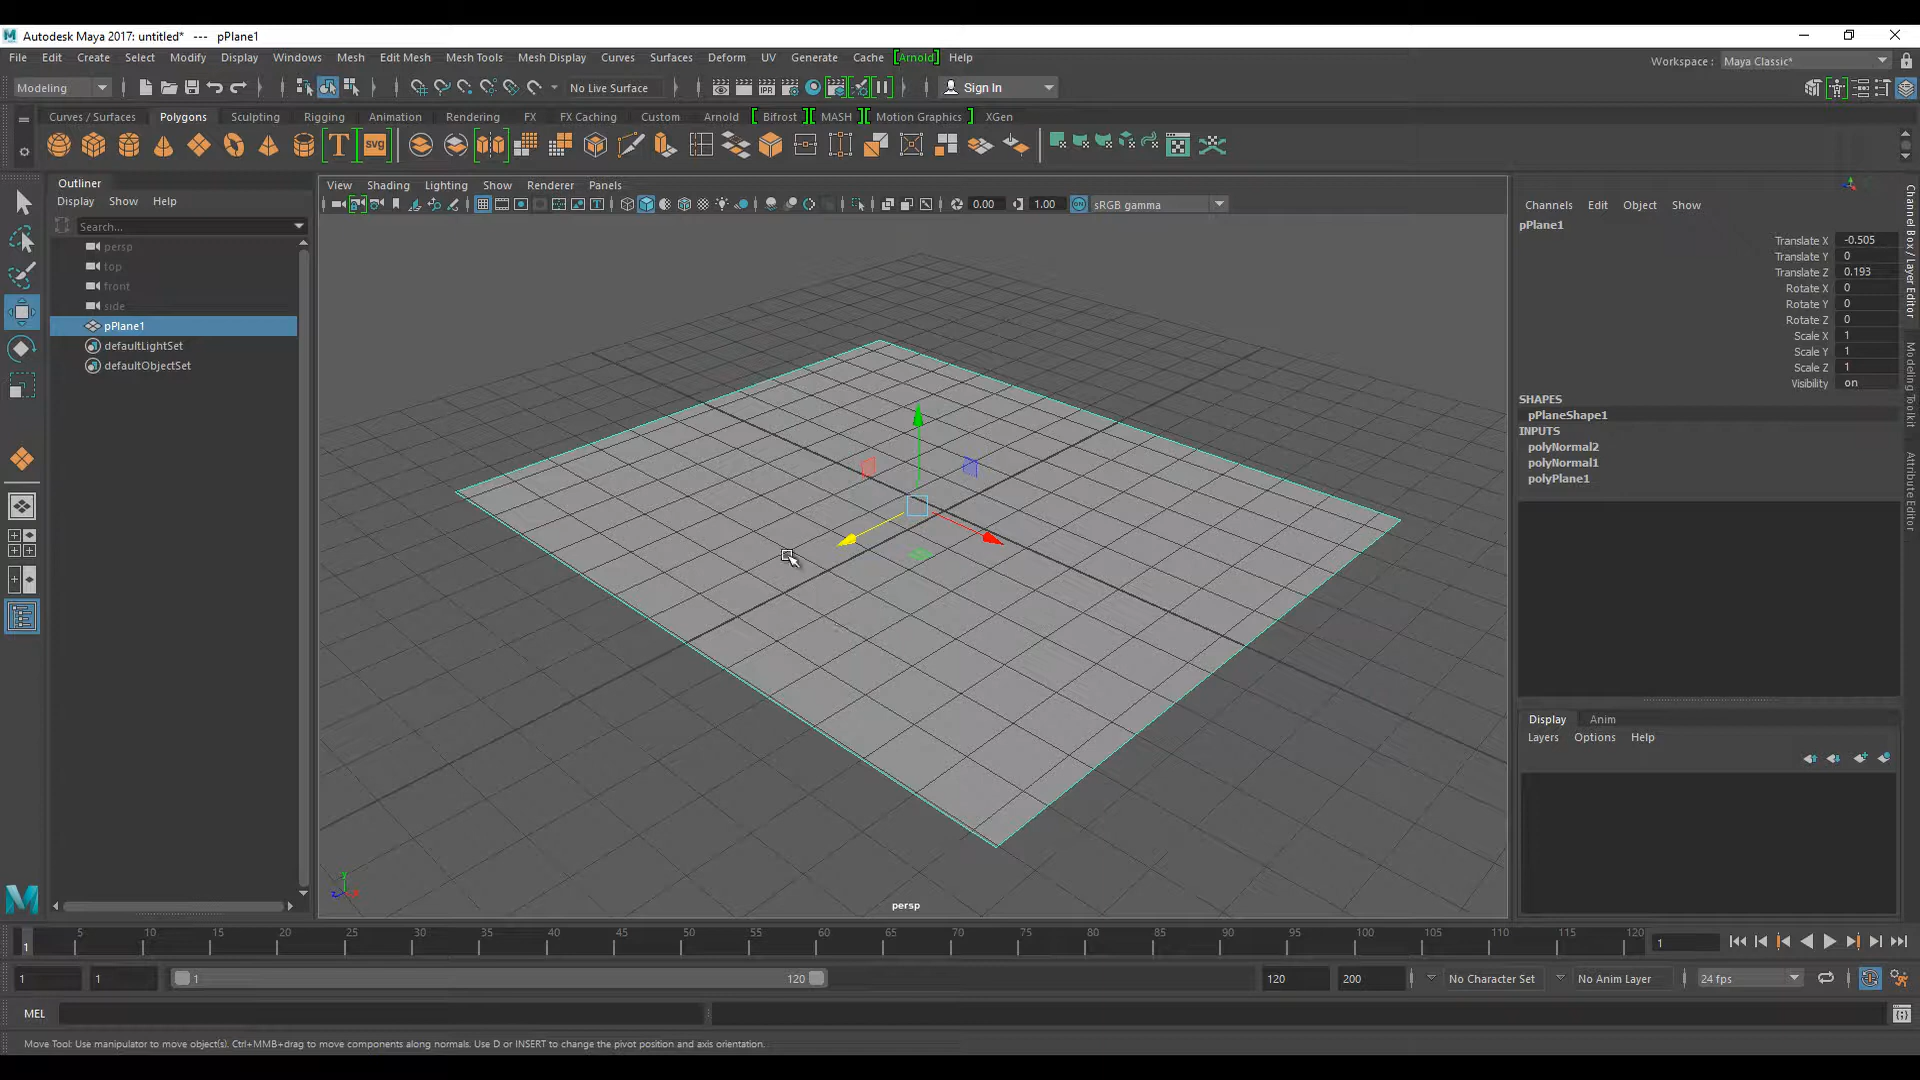 Autodesk Maya 2017: untitled* --- pPlane1
File Edit Create Select Modify Display Windows Mesh Edit Mesh Mesh Tools Mesh Display Curves Surfaces Deform UV Generate Cache [Arnold] Help
Workspace : Maya Classic*
Modeling No Live Surface IPR Sign In
Curves / Surfaces Polygons Sculpting Rigging Animation Rendering FX FX Caching Custom Arnold Bifrost MASH Motion Graphics XGen
T SVG
Outliner
Display Show Help
Search...
persp
top
front
side
pPlane1
defaultLightSet
defaultObjectSet
View Shading Lighting Show Renderer Panels
0.00 1.00 ON sRGB gamma
persp
y
z x
Channels Edit Object Show
pPlane1
Translate X -0.505
Translate Y 0
Translate Z 0.193
Rotate X 0
Rotate Y 0
Rotate Z 0
Scale X 1
Scale Y 1
Scale Z 1
Visibility on
SHAPES
pPlaneShape1
INPUTS
polyNormal2
polyNormal1
polyPlane1
Channel Box / Layer Editor
Modeling Toolkit
Attribute Editor
Display Anim
Layers Options Help
1 5 10 15 20 25 30 35 40 45 50 55 60 65 70 75 80 85 90 95 100 105 110 115 120 1
1 1 1 120 120 200 No Character Set No Anim Layer 24 fps
MEL
Move Tool: Use manipulator to move object(s). Ctrl+MMB+drag to move components along normals. Use D or INSERT to change the pivot position and axis orientation.